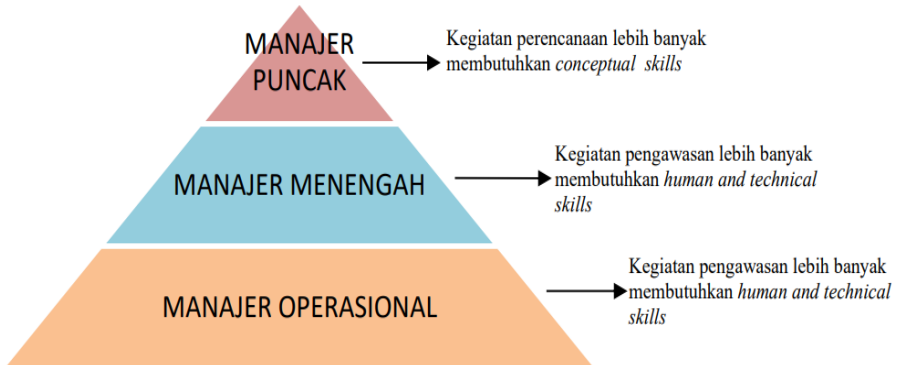 MANAJER
PUNCAK
Kegiatan perencanaan lebih banyak
membutuhkan conceptual skills
MANAJER MENENGAH
Kegiatan pengawasan lebih banyak
membutuhkan human and technical
skills
MANAJER OPERASIONAL
Kegiatan pengawasan lebih banyak
membutuhkan human and technical
skills